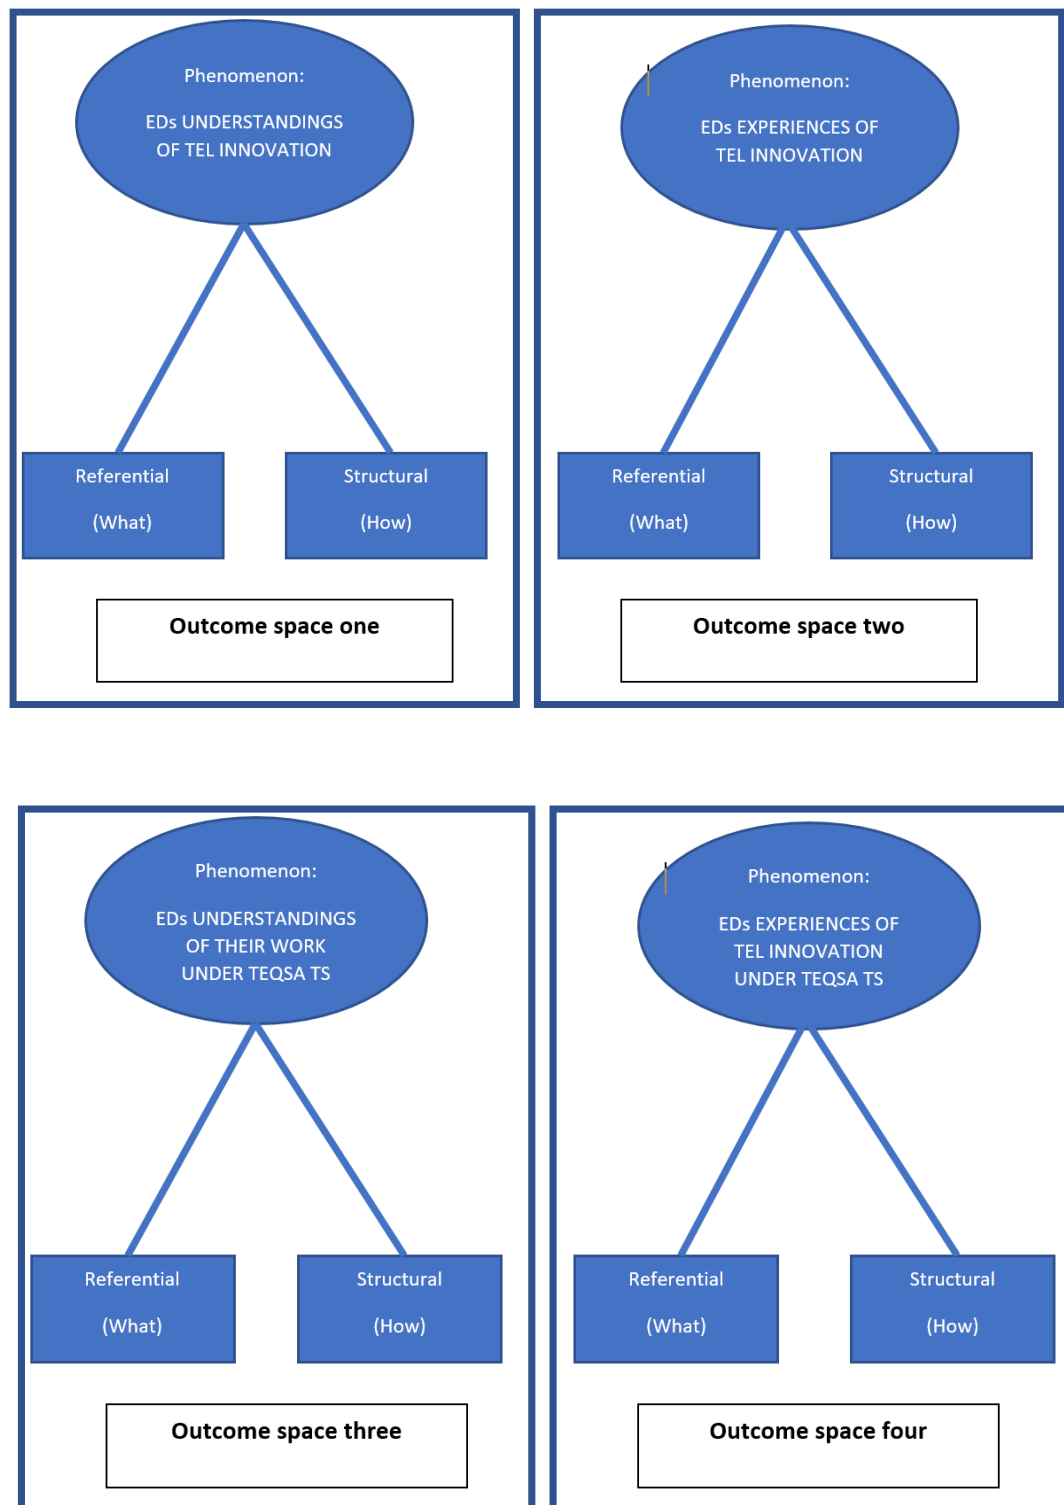 Phenomenon:
EDs UNDERSTANDINGS
OF TEL INNOVATION
Referential
(What)
Structural
(How)
Outcome space one
Phenomenon:
EDs EXPERIENCES OF
TEL INNOVATION
Referential
(What)
Structural
(How)
Outcome space two
Phenomenon:
EDs UNDERSTANDINGS
OF THEIR WORK
UNDER TEQSA TS
Referential
(What)
Structural
(How)
Outcome space three
Phenomenon:
EDs EXPERIENCES OF
TEL INNOVATION
UNDER TEQSA TS
Referential
(What)
Structural
(How)
Outcome space four